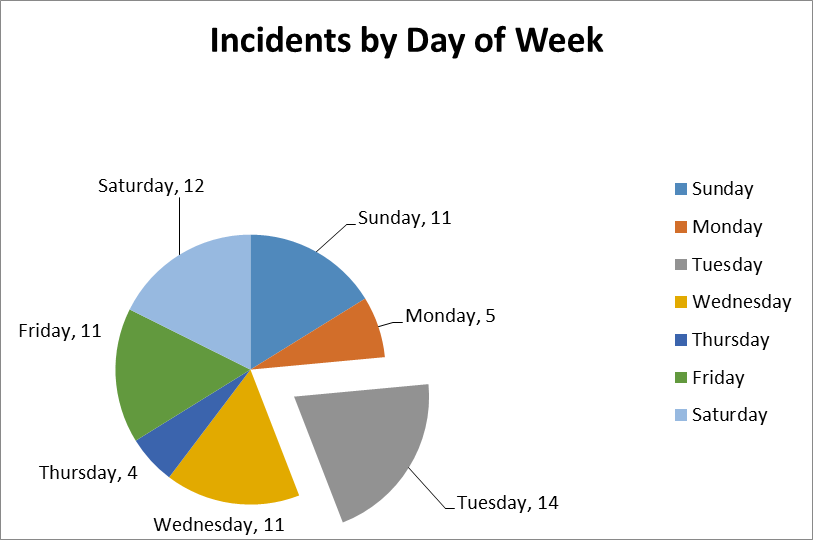 Incidents by Day of Week
Saturday, 12
Sunday, 11
Monday, 5
Friday, 11
Thursday, 4
Wednesday, 11
Tuesday, 14
Sunday
Monday
Tuesday
Wednesday
Thursday
Friday
Saturday